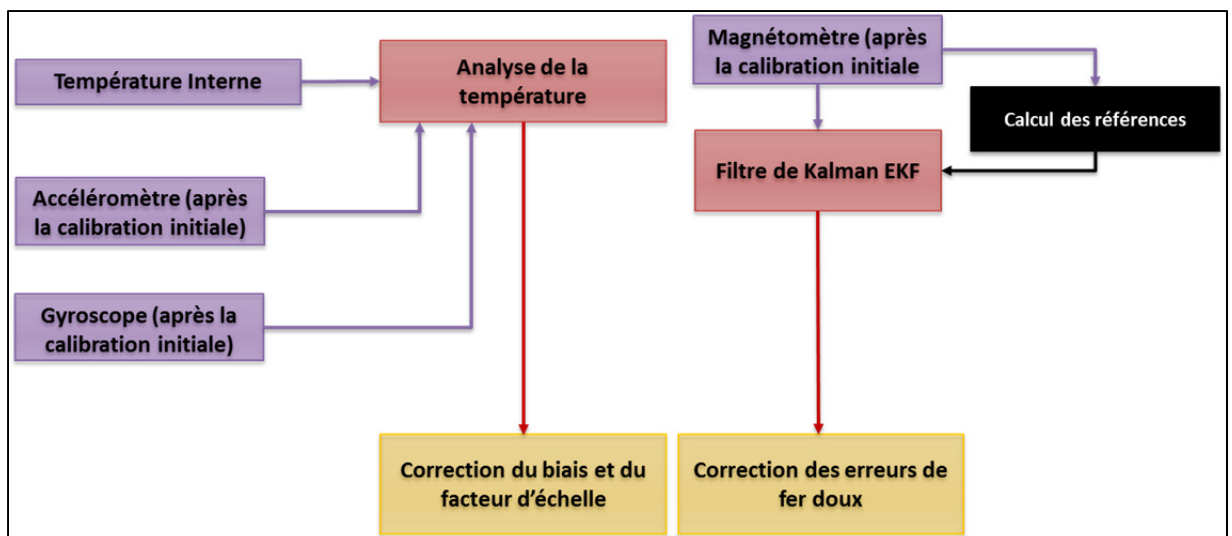 Température Interne
Analyse de la
température
Accéléromètre (après
la calibration initiale)
Gyroscope (après la
calibration initiale)
Correction du biais et du
facteur d'échelle
Magnétomètre (après
la calibration initiale
Calcul des références
Filtre de Kalman EKF
Correction des erreurs de
fer doux